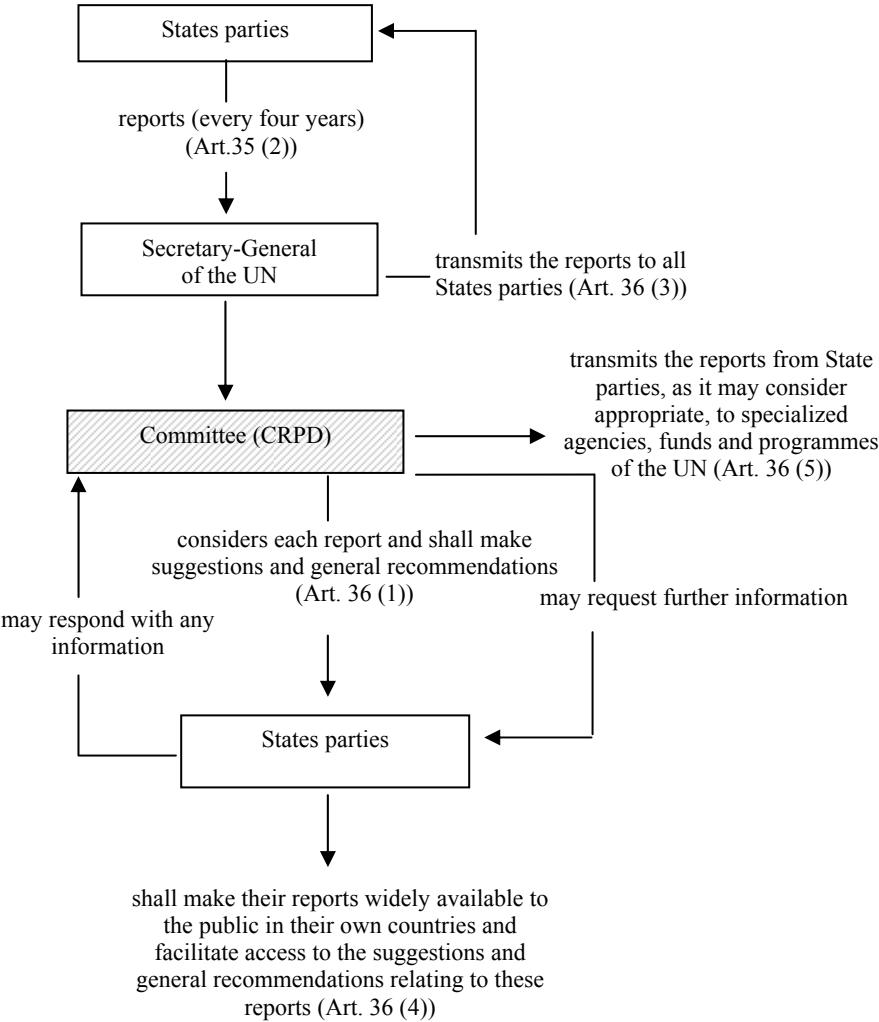 States parties
reports (every four years)
(Art.35 (2))
Secretary-General
of the UN
transmits the reports to all
States parties (Art. 36 (3))
transmits the reports from State
parties, as it may consider
appropriate, to specialized
agencies, funds and programmes
of the UN (Art. 36 (5))
Committee (CRPD)
considers each report and shall make
suggestions and general recommendations
(Art. 36 (1))
may request further information
may respond with any
information
States parties
shall make their reports widely available to
the public in their own countries and
facilitate access to the suggestions and
general recommendations relating to these
reports (Art. 36 (4))